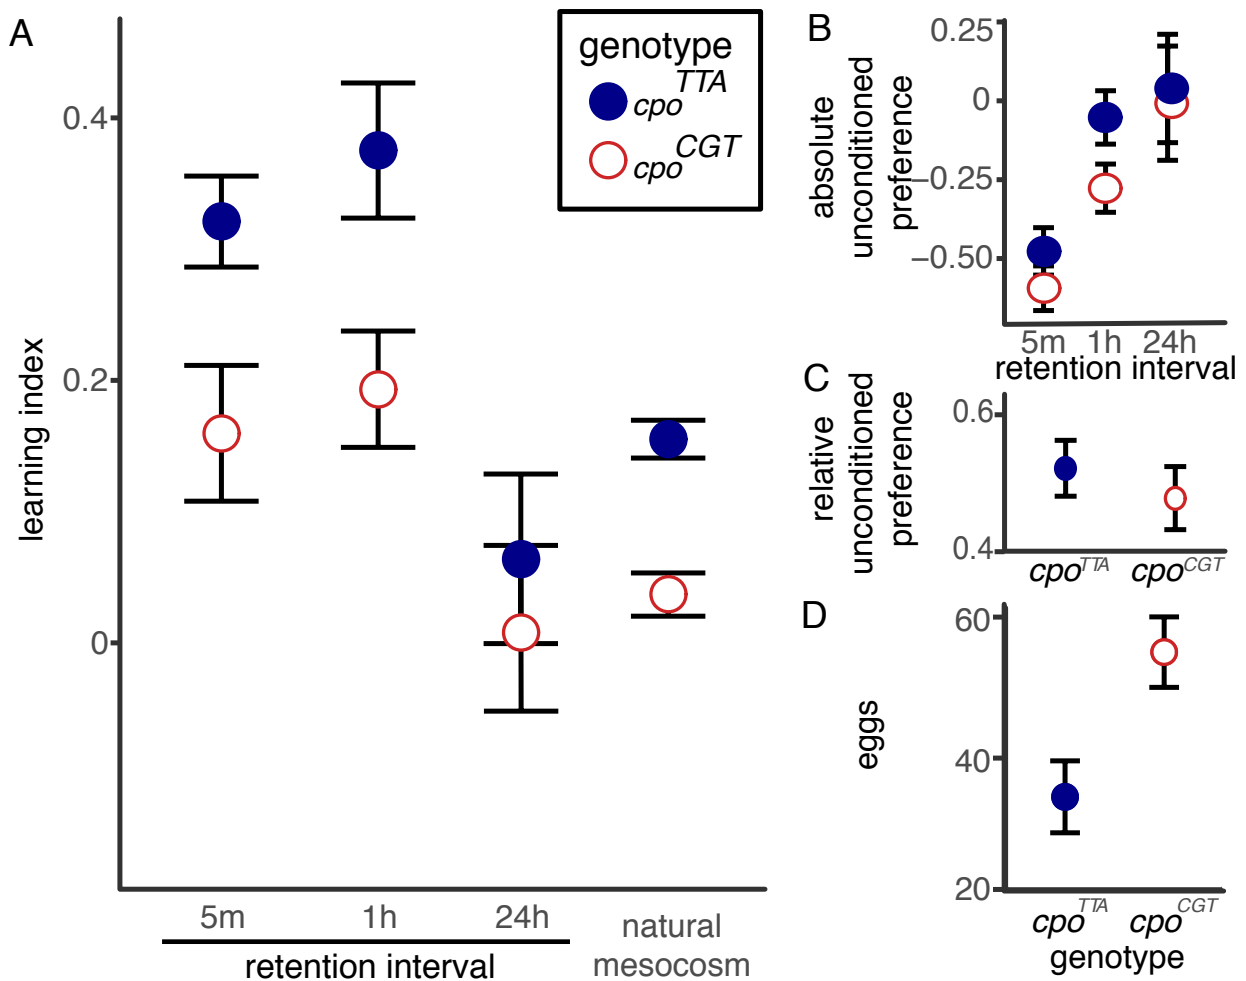 A
genotype
cpo TTA
cpo CGT
learning index
0.4
0.2
0
5m 1h 24h natural
mesocosm
retention interval
B
absolute
unconditioned
preference
0.25
0
−0.25
−0.50
5m 1h 24h
retention interval
C
relative
unconditioned
preference
0.6
0.4
cpo TTA cpo CGT
D
eggs
60
40
20
cpo TTA cpo CGT
genotype